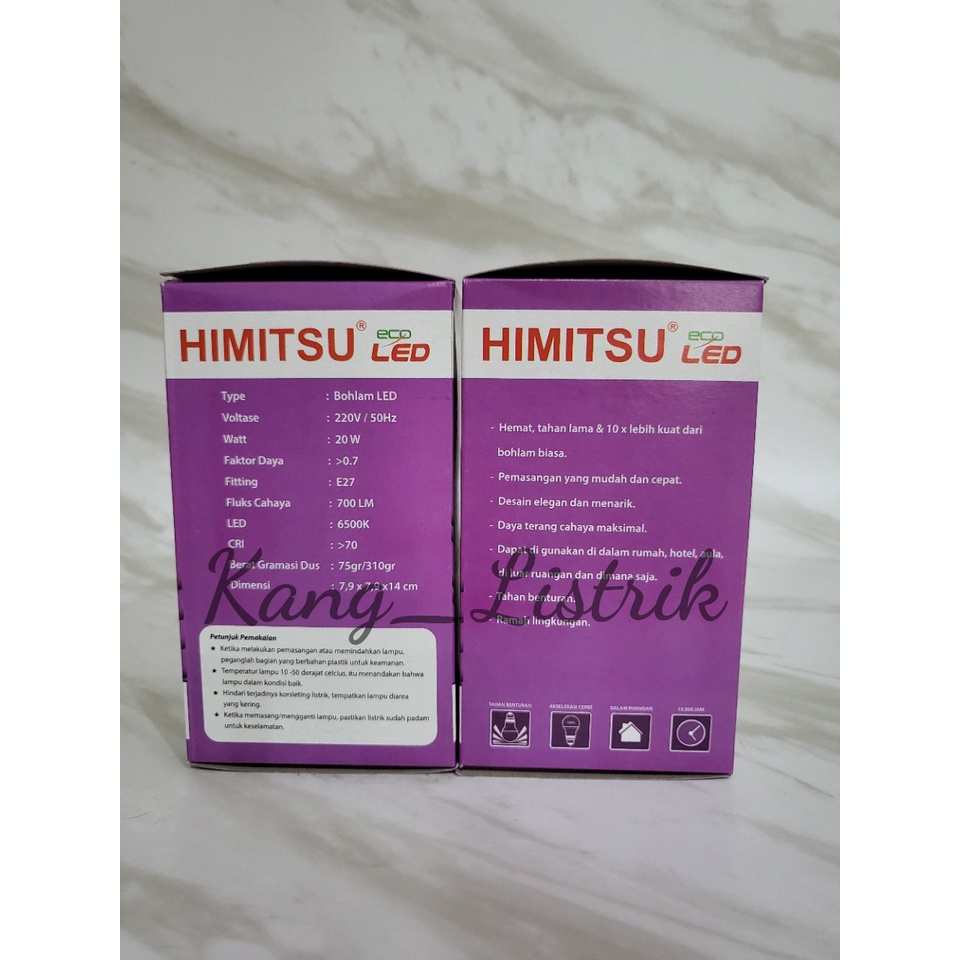 HIMITSU® eco LED
Type : Bohlam LED
Voltase : 220V / 50Hz
Watt : 20 W
Faktor Daya : >0.7
Fitting : E27
Fluks Cahaya : 700 LM
LED : 6500K
CRI : >70
Berat Gramasi Dus : 75gr/310gr
Dimensi : 7,9 x 7,9 x14 cm
Petunjuk Pemakaian
★ Ketika melakukan pemasangan atau memindahkan lampu,
peganglah bagian yang berbahan plastik untuk keamanan.
★ Temperatur lampu 10 -50 derajat celcius, itu menandakan bahwa
lampu dalam kondisi baik.
★ Hindari terjadinya korsleting listrik, tempatkan lampu diarea
yang kering.
★ Ketika memasang/mengganti lampu, pastikan listrik sudah padam
untuk keselamatan.
HIMITSU® eco LED
- Hemat, tahan lama & 10 x lebih kuat dari
bohlam biasa.
- Pemasangan yang mudah dan cepat.
- Desain elegan dan menarik.
- Daya terang cahaya maksimal.
- Dapat di gunakan di dalam rumah, hotel, aula,
di luar ruangan dan dimana saja.
- Tahan benturan.
- Ramah lingkungan.
TAHAN BENTURAN AKSELERASI CEPAT DALAM RUANGAN 15.000 JAM
Kang_Listrik